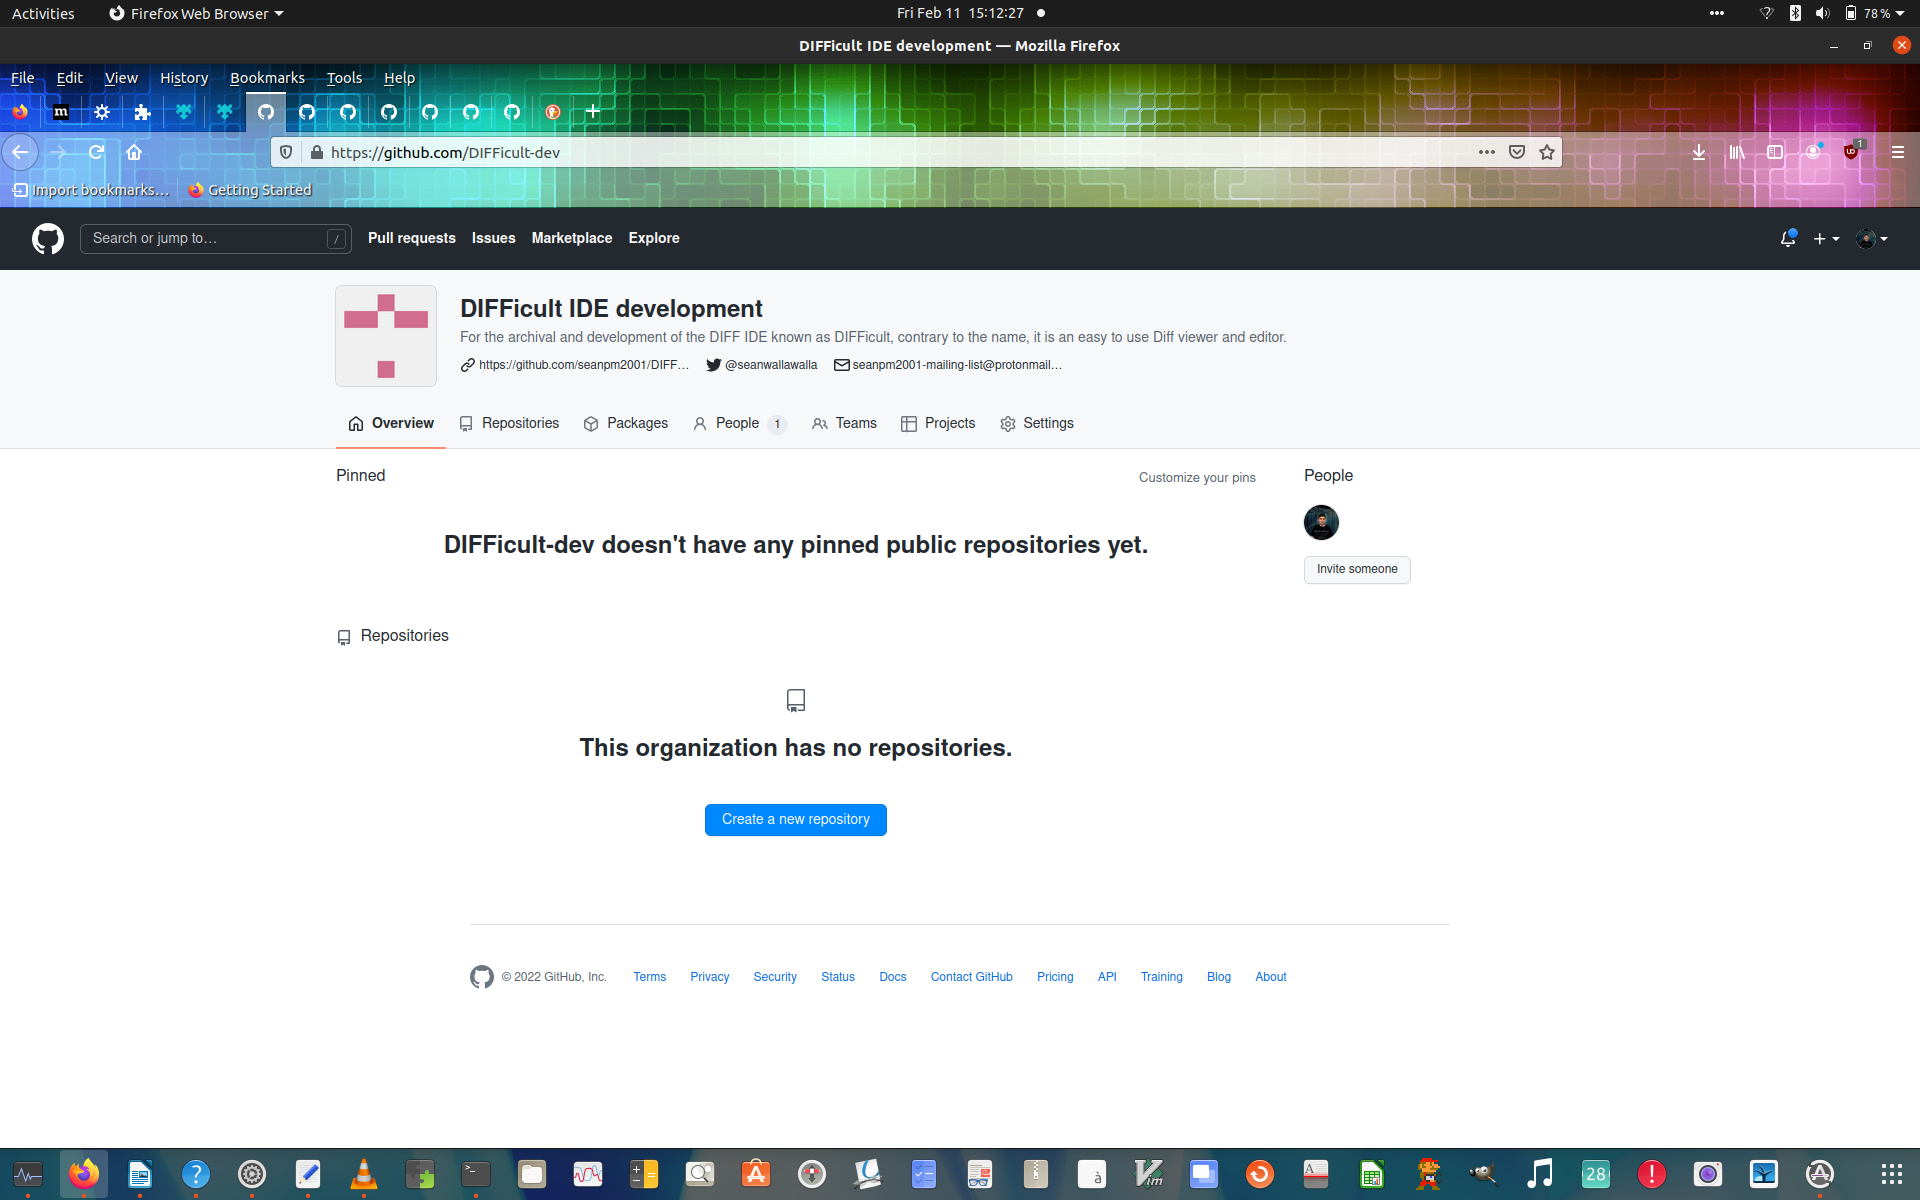 Activities Firefox Web Browser Fri Feb 11 15:12:27 78 %
DIFFicult IDE development — Mozilla Firefox
File Edit View History Bookmarks Tools Help
m
https://github.com/DIFFicult-dev 1
Import bookmarks... Getting Started
Search or jump to... / Pull requests Issues Marketplace Explore
DIFFicult IDE development
For the archival and development of the DIFF IDE known as DIFFicult, contrary to the name, it is an easy to use Diff viewer and editor.
https://github.com/seanpm2001/DIFF... @seanwallawalla seanpm2001-mailing-list@protonmail...
Overview Repositories Packages People 1 Teams Projects Settings
Pinned Customize your pins People
DIFFicult-dev doesn't have any pinned public repositories yet.
Invite someone
Repositories
This organization has no repositories.
Create a new repository
© 2022 GitHub, Inc. Terms Privacy Security Status Docs Contact GitHub Pricing API Training Blog About
? >_ à Vim A 28 !